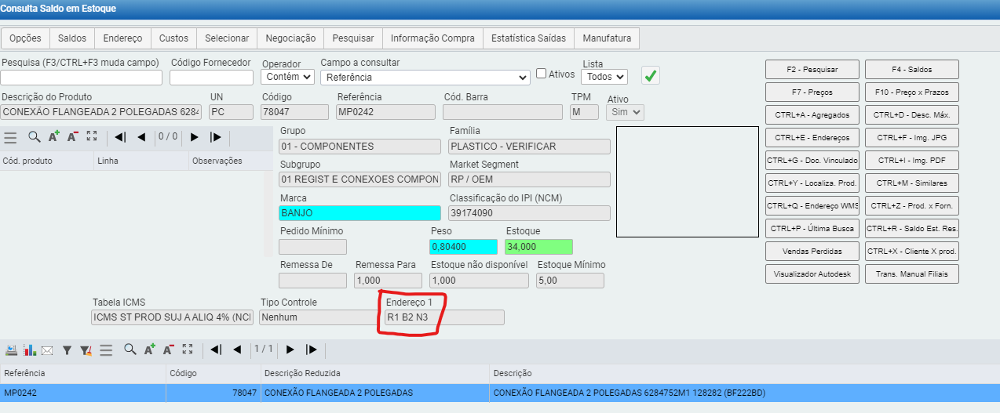 Consulta Saldo em Estoque
Opções Saldos Endereço Custos Selecionar Negociação Pesquisar Informação Compra Estatística Saídas Manufatura
Pesquisa (F3/CTRL+F3 muda campo) Código Fornecedor Operador Campo a consultar Lista
Contém Referência Ativos Todos
Descrição do Produto UN Código Referência Cód. Barra TPM Ativo
CONEXÃO FLANGEADA 2 POLEGADAS 6284 PC 78047 MP0242 M Sim
0 / 0
Cód. produto Linha Observações
Grupo Família
01 - COMPONENTES PLASTICO - VERIFICAR
Subgrupo Market Segment
01 REGIST E CONEXOES COMPON RP / OEM
Marca Classificação do IPI (NCM)
BANJO 39174090
Pedido Mínimo Peso Estoque
0,80400 34,000
Remessa De Remessa Para Estoque não disponível Estoque Mínimo
1,000 1,000 5,00
Tabela ICMS Tipo Controle Endereço 1
ICMS ST PROD SUJ A ALIQ 4% (NCI Nenhum R1 B2 N3
F2 - Pesquisar F4 - Saldos
F7 - Preços F10 - Preço x Prazos
CTRL+A - Agregados CTRL+D - Desc. Máx.
CTRL+E - Endereços CTRL+F - Img. JPG
CTRL+G - Doc. Vinculado CTRL+I - Img. PDF
CTRL+Y - Localiza. Prod. CTRL+M - Similares
CTRL+Q - Endereço WMS CTRL+Z - Prod. x Forn.
CTRL+P - Última Busca CTRL+R - Saldo Est. Res.
Vendas Perdidas CTRL+X - Cliente X prod.
Visualizador Autodesk Trans. Manual Filiais
1 / 1
Referência Código Descrição Reduzida Descrição
MP0242 78047 CONEXÃO FLANGEADA 2 POLEGADAS CONEXÃO FLANGEADA 2 POLEGADAS 6284752M1 128282 (BF222BD)